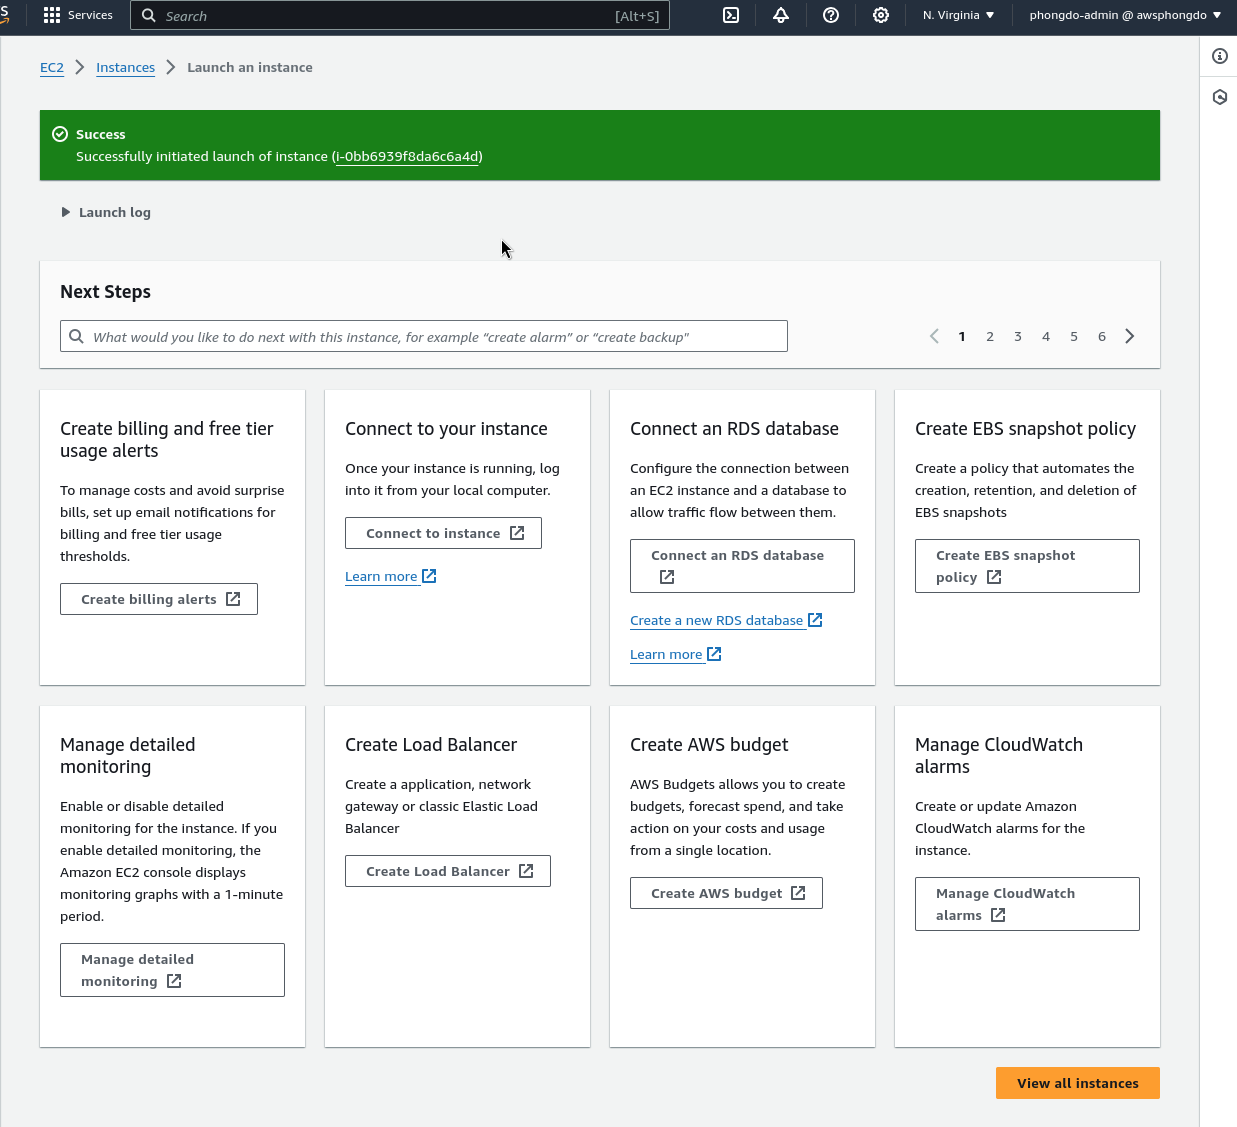 Services
Search [Alt+S]
N. Virginia
phongdo-admin @ awsphongdo
EC2 Instances Launch an instance
Success
Successfully initiated launch of instance (i-0bb6939f8da6c6a4d)
Launch log
Next Steps
What would you like to do next with this instance, for example “create alarm” or “create backup”
1 2 3 4 5 6
Create billing and free tier
usage alerts
To manage costs and avoid surprise
bills, set up email notifications for
billing and free tier usage
thresholds.
Create billing alerts
Connect to your instance
Once your instance is running, log
into it from your local computer.
Connect to instance
Learn more
Connect an RDS database
Configure the connection between
an EC2 instance and a database to
allow traffic flow between them.
Connect an RDS database
Create a new RDS database
Learn more
Create EBS snapshot policy
Create a policy that automates the
creation, retention, and deletion of
EBS snapshots
Create EBS snapshot
policy
Manage detailed
monitoring
Enable or disable detailed
monitoring for the instance. If you
enable detailed monitoring, the
Amazon EC2 console displays
monitoring graphs with a 1-minute
period.
Manage detailed
monitoring
Create Load Balancer
Create a application, network
gateway or classic Elastic Load
Balancer
Create Load Balancer
Create AWS budget
AWS Budgets allows you to create
budgets, forecast spend, and take
action on your costs and usage
from a single location.
Create AWS budget
Manage CloudWatch
alarms
Create or update Amazon
CloudWatch alarms for the
instance.
Manage CloudWatch
alarms
View all instances